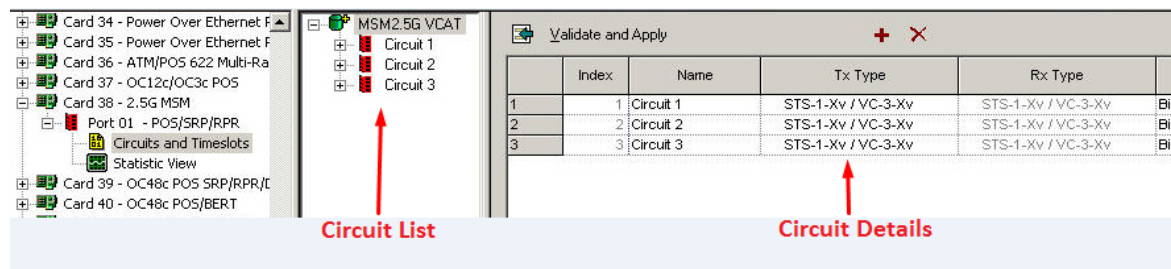 Card 34 - Power Over Ethernet F
Card 35 - Power Over Ethernet F
Card 36 - ATM/POS 622 Multi-Ra
Card 37 - OC12c/OC3c POS
Card 38 - 2.5G MSM
Port 01 - POS/SRP/RPR
Circuits and Timeslots
Statistic View
Card 39 - OC48c POS SRP/RPR/D
Card 40 - OC48c POS/BERT
MSM2.5G VCAT
Circuit 1
Circuit 2
Circuit 3
Circuit List
Validate and Apply
Index Name Tx Type Rx Type
1 1 Circuit 1 STS-1-Xv / VC-3-Xv STS-1-Xv / VC-3-Xv Bi
2 2 Circuit 2 STS-1-Xv / VC-3-Xv STS-1-Xv / VC-3-Xv Bi
3 3 Circuit 3 STS-1-Xv / VC-3-Xv STS-1-Xv / VC-3-Xv Bi
Circuit Details